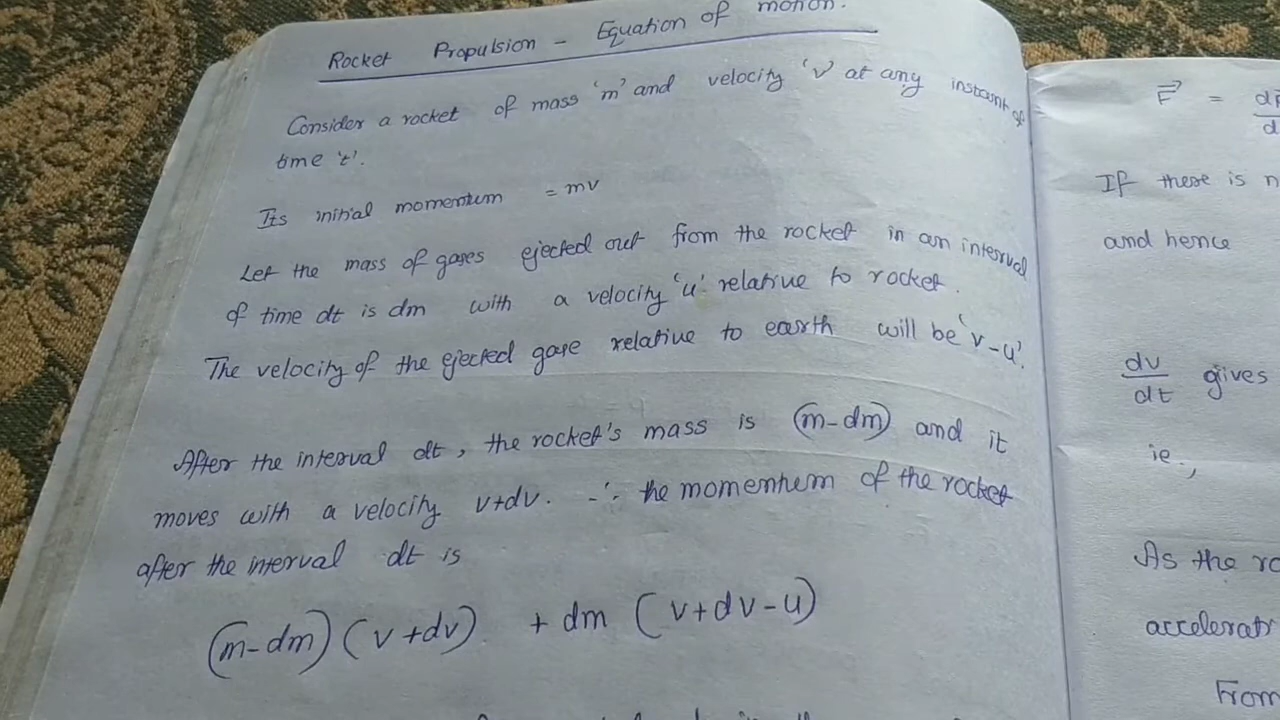 Rocket Propulsion - Equation of motion.
Consider a rocket of mass 'm' and velocity 'v' at any instant of
time 't'.
Its initial momentum = mv
Let the mass of gases ejected out from the rocket in an interval
of time dt is dm with a velocity 'u' relative to rocket.
The velocity of the ejected gase relative to earth will be 'v-u'.
After the interval dt, the rocket's mass is (m-dm) and it
moves with a velocity v+dv. ∴ the momentum of the rocket
after the interval dt is
(m-dm) (v+dv) + dm (v+dv-u)
F⃗ =
If there is
and hence
dv/dt gives
ie.,
As the
From